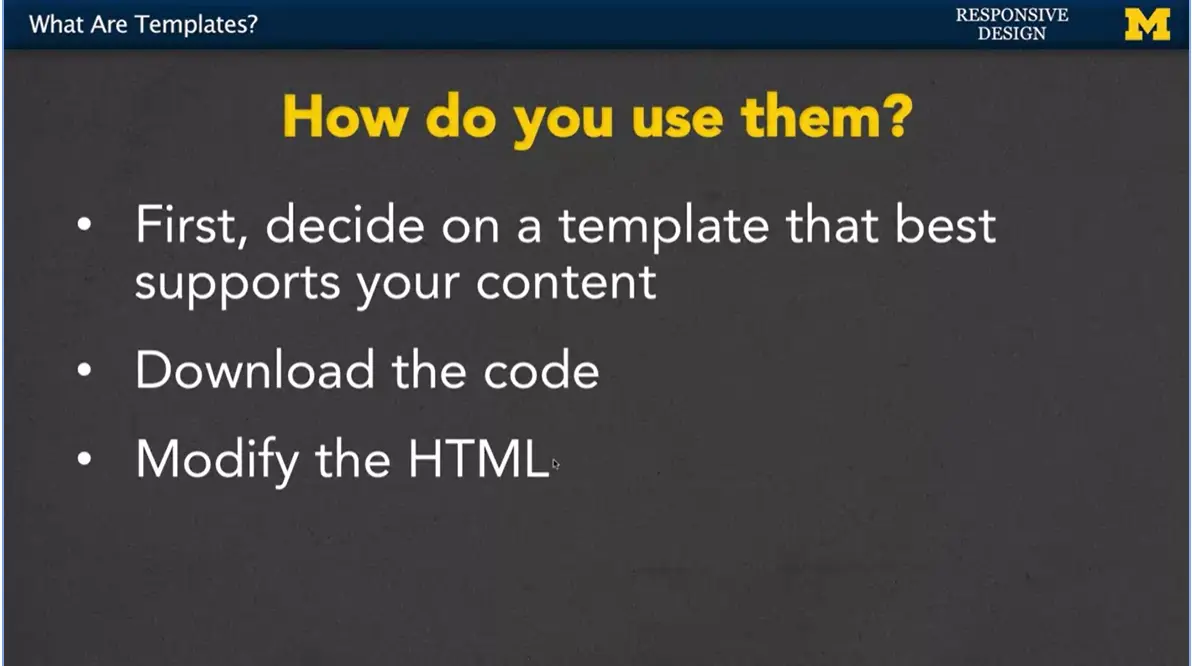 What Are Templates?
RESPONSIVE
DESIGN
M
How do you use them?
• First, decide on a template that best
supports your content
• Download the code
• Modify the HTML